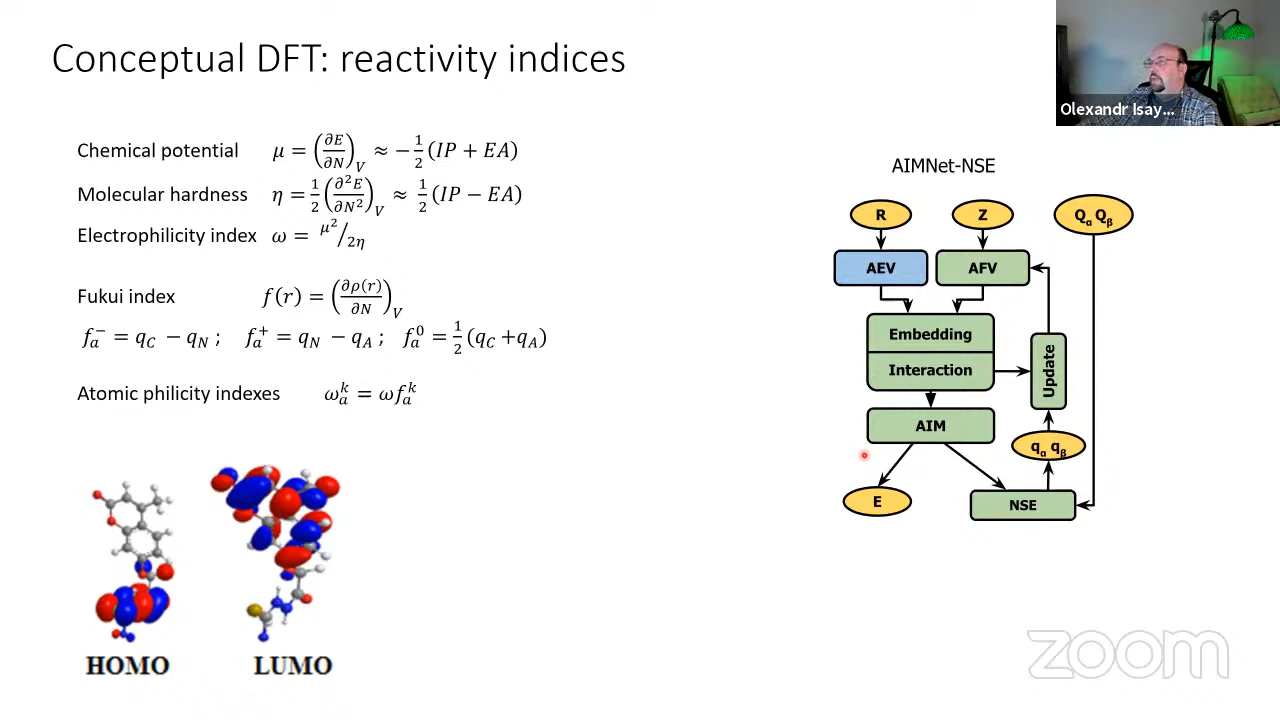 Conceptual DFT: reactivity indices
Olexandr Isay...
Chemical potential μ = (∂E/∂N)_V ≈ −1/2 (IP + EA)
Molecular hardness η = 1/2 (∂²E/∂N²)_V ≈ 1/2 (IP − EA)
Electrophilicity index ω = μ²/2η
Fukui index f(r) = (∂ρ(r)/∂N)_V
f_a^− = q_C − q_N ; f_a^+ = q_N − q_A ; f_a^0 = 1/2 (q_C + q_A)
Atomic philicity indexes ω_a^k = ωf_a^k
HOMO LUMO
AIMNet-NSE
R Z Q_α Q_β
AEV AFV
Embedding
Interaction
Update
AIM
q_α q_β
E
NSE
zoom